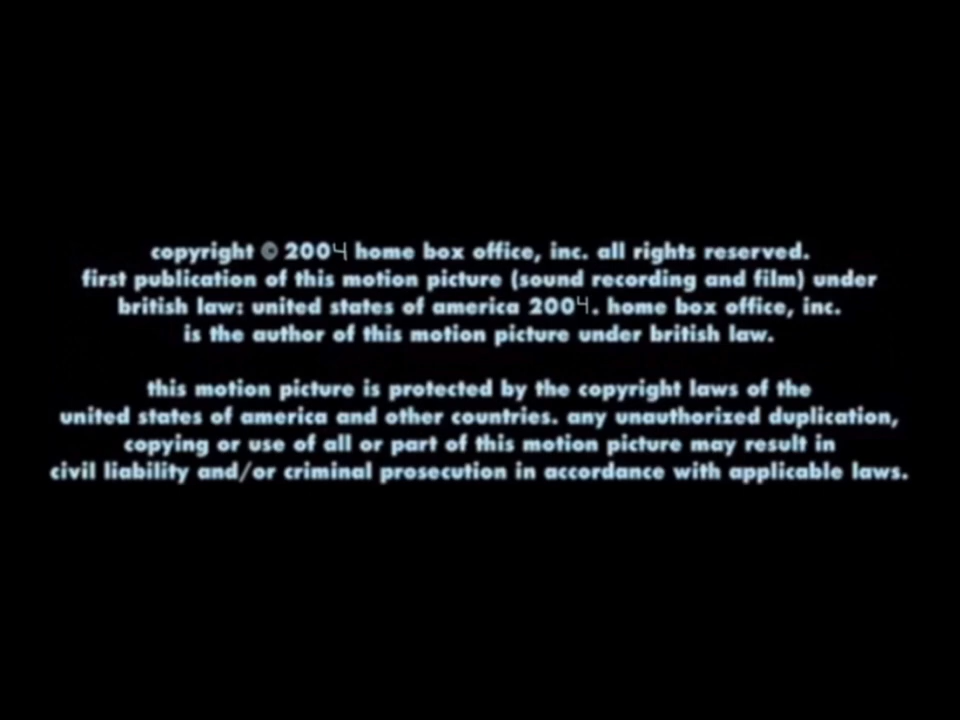 copyright © 2004 home box office, inc. all rights reserved.
first publication of this motion picture (sound recording and film) under
british law: united states of america 2004. home box office, inc.
is the author of this motion picture under british law.
this motion picture is protected by the copyright laws of the
united states of america and other countries. any unauthorized duplication,
copying or use of all or part of this motion picture may result in
civil liability and/or criminal prosecution in accordance with applicable laws.